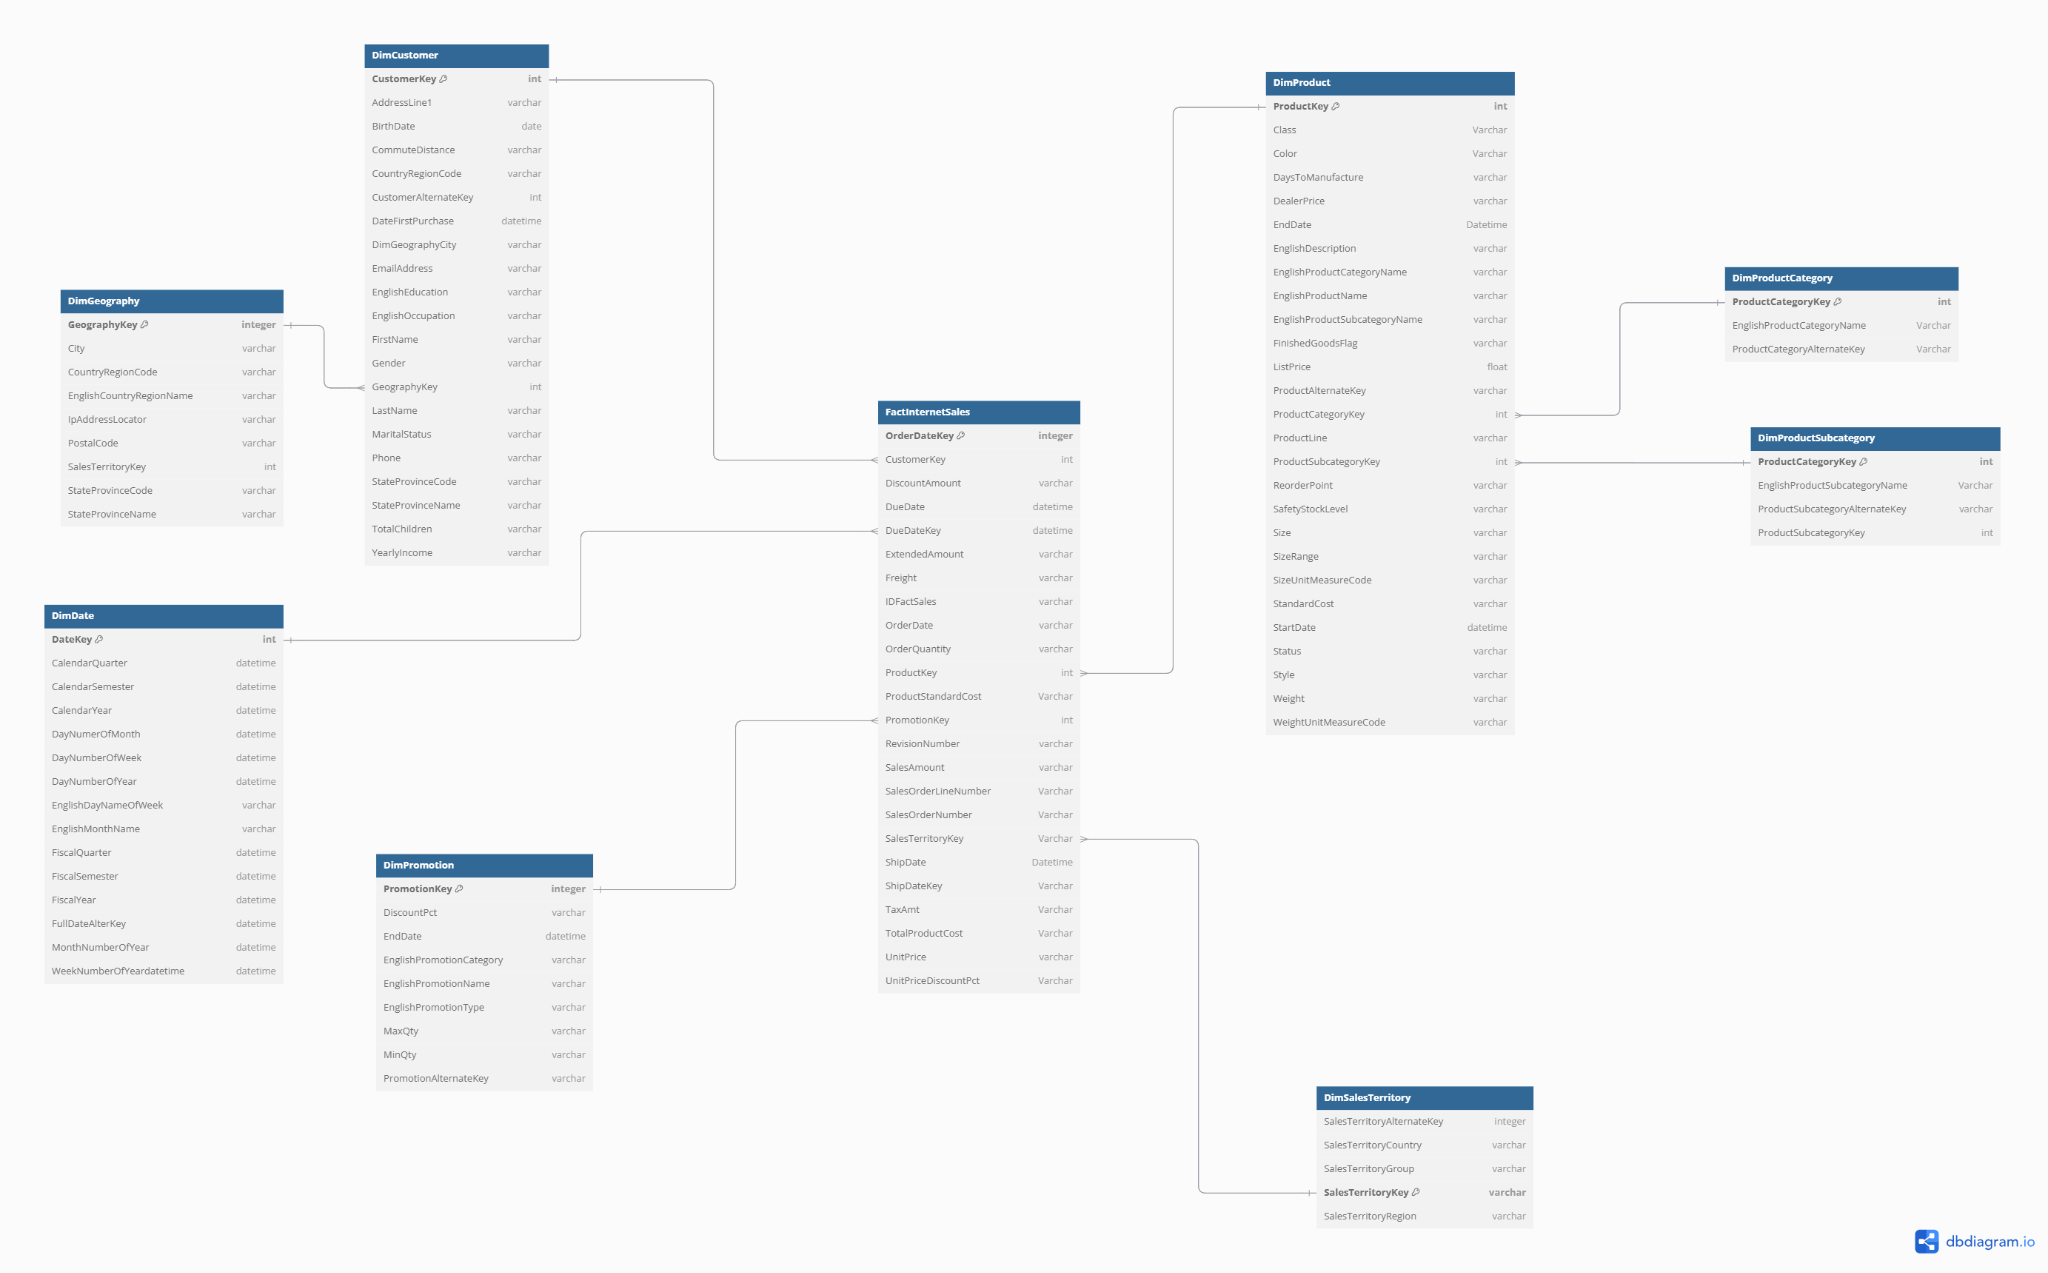 DimCustomer
CustomerKey int
AddressLine1 varchar
BirthDate date
CommuteDistance varchar
CountryRegionCode varchar
CustomerAlternateKey int
DateFirstPurchase datetime
DimGeographyCity varchar
EmailAddress varchar
EnglishEducation varchar
EnglishOccupation varchar
FirstName varchar
Gender varchar
GeographyKey int
LastName varchar
MaritalStatus varchar
Phone varchar
StateProvinceCode varchar
StateProvinceName varchar
TotalChildren varchar
YearlyIncome varchar
DimGeography
GeographyKey integer
City varchar
CountryRegionCode varchar
EnglishCountryRegionName varchar
IpAddressLocator varchar
PostalCode varchar
SalesTerritoryKey int
StateProvinceCode varchar
StateProvinceName varchar
DimDate
DateKey int
CalendarQuarter datetime
CalendarSemester datetime
CalendarYear datetime
DayNumerOfMonth datetime
DayNumberOfWeek datetime
DayNumberOfYear datetime
EnglishDayNameOfWeek varchar
EnglishMonthName varchar
FiscalQuarter datetime
FiscalSemester datetime
FiscalYear datetime
FullDateAlterKey datetime
MonthNumberOfYear datetime
WeekNumberOfYeardatetime datetime
DimPromotion
PromotionKey integer
DiscountPct varchar
EndDate datetime
EnglishPromotionCategory varchar
EnglishPromotionName varchar
EnglishPromotionType varchar
MaxQty varchar
MinQty varchar
PromotionAlternateKey varchar
FactInternetSales
OrderDateKey integer
CustomerKey int
DiscountAmount varchar
DueDate datetime
DueDateKey datetime
ExtendedAmount varchar
Freight varchar
IDFactSales varchar
OrderDate varchar
OrderQuantity varchar
ProductKey int
ProductStandardCost Varchar
PromotionKey int
RevisionNumber varchar
SalesAmount varchar
SalesOrderLineNumber Varchar
SalesOrderNumber Varchar
SalesTerritoryKey Varchar
ShipDate Datetime
ShipDateKey Varchar
TaxAmt Varchar
TotalProductCost Varchar
UnitPrice varchar
UnitPriceDiscountPct Varchar
DimProduct
ProductKey int
Class Varchar
Color Varchar
DaysToManufacture varchar
DealerPrice varchar
EndDate Datetime
EnglishDescription varchar
EnglishProductCategoryName varchar
EnglishProductName varchar
EnglishProductSubcategoryName varchar
FinishedGoodsFlag varchar
ListPrice float
ProductAlternateKey varchar
ProductCategoryKey int
ProductLine varchar
ProductSubcategoryKey int
ReorderPoint varchar
SafetyStockLevel varchar
Size varchar
SizeRange varchar
SizeUnitMeasureCode varchar
StandardCost varchar
StartDate datetime
Status varchar
Style varchar
Weight varchar
WeightUnitMeasureCode varchar
DimProductCategory
ProductCategoryKey int
EnglishProductCategoryName Varchar
ProductCategoryAlternateKey Varchar
DimProductSubcategory
ProductCategoryKey int
EnglishProductSubcategoryName Varchar
ProductSubcategoryAlternateKey varchar
ProductSubcategoryKey int
DimSalesTerritory
SalesTerritoryAlternateKey integer
SalesTerritoryCountry varchar
SalesTerritoryGroup varchar
SalesTerritoryKey varchar
SalesTerritoryRegion varchar
dbdiagram.io